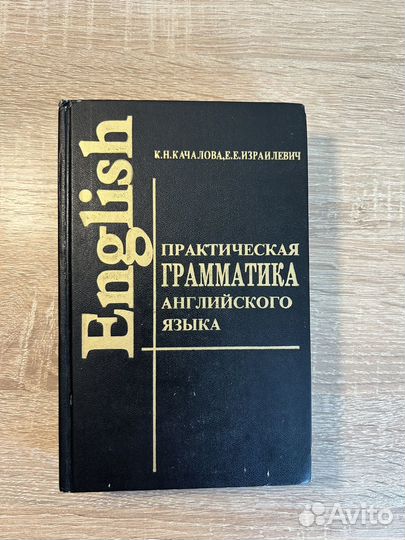 English
К.Н.КАЧАЛОВА,Е.Е.ИЗРАИЛЕВИЧ
ПРАКТИЧЕСКАЯ
ГРАММАТИКА
АНГЛИЙСКОГО
ЯЗЫКА
Avito